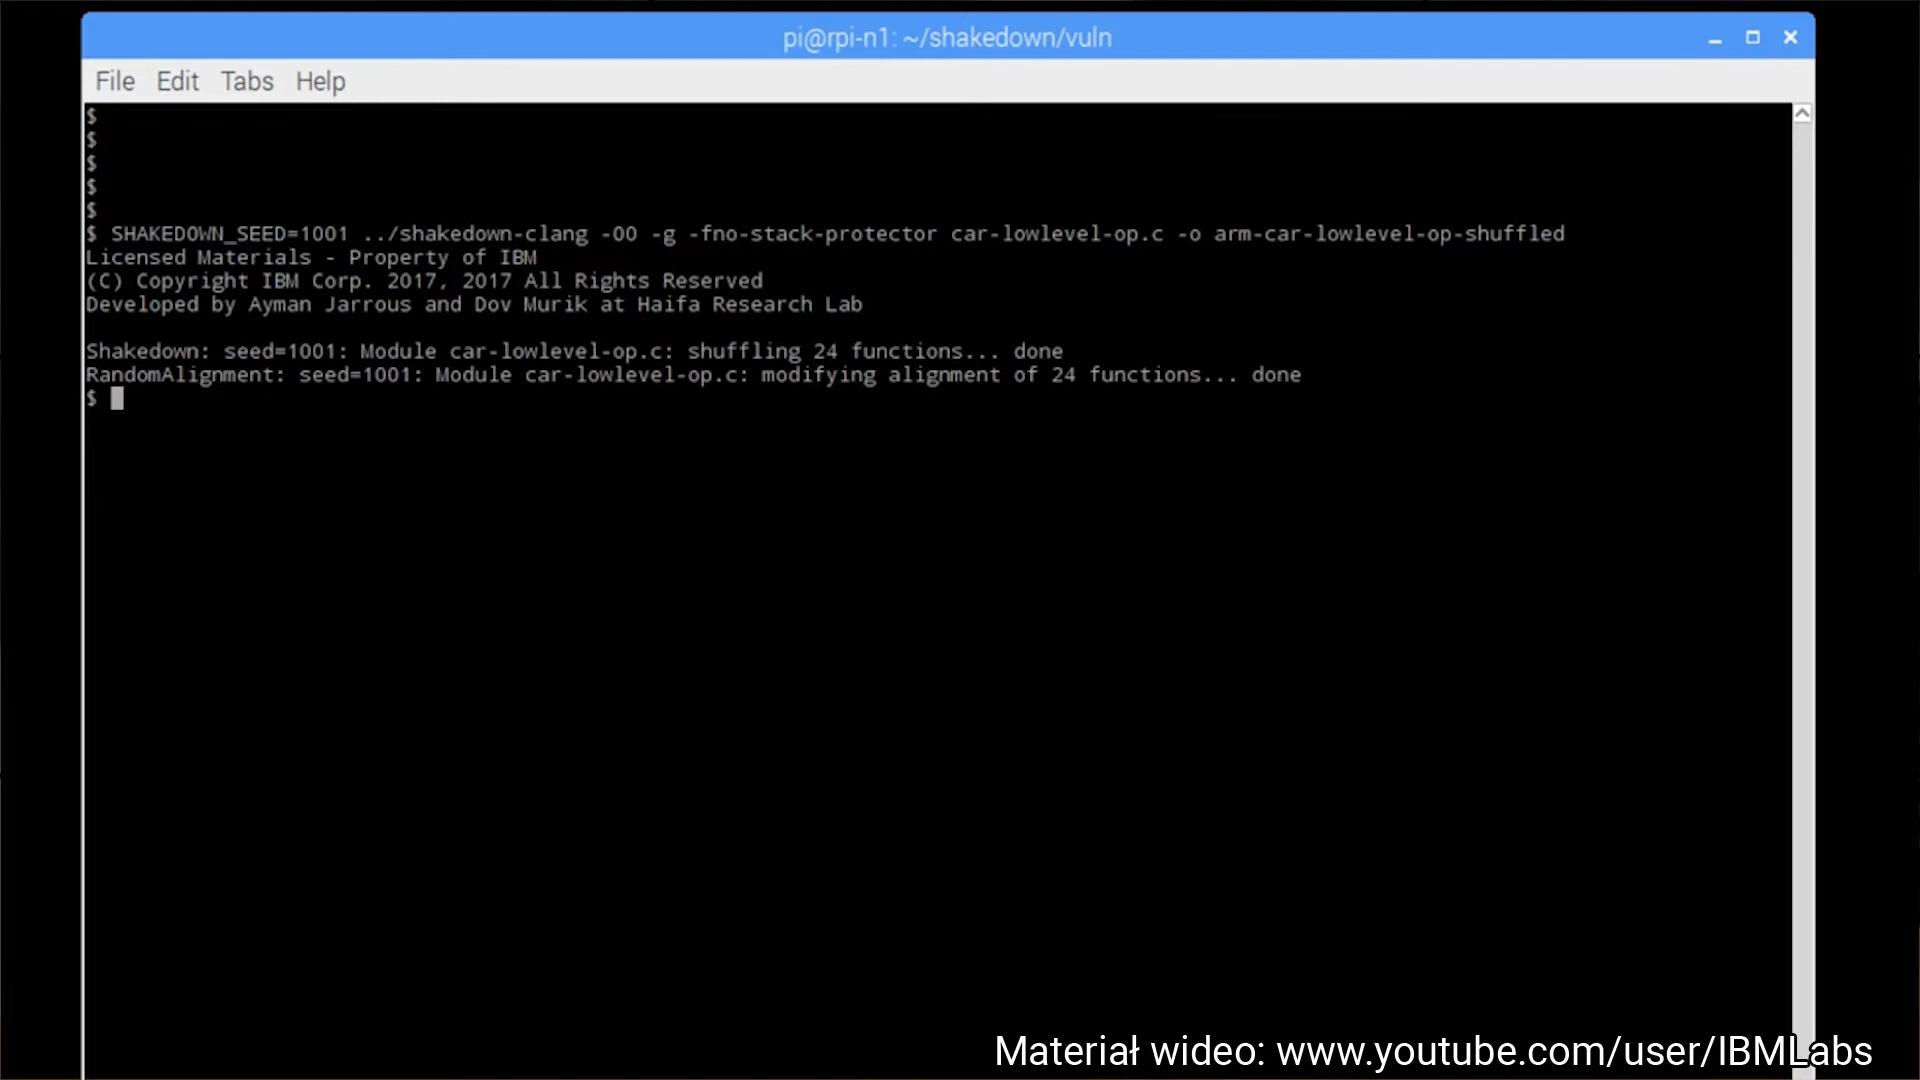 pi@rpi-n1: ~/shakedown/vuln
File Edit Tabs Help
$
$
$
$
$
$ SHAKEDOWN_SEED=1001 ../shakedown-clang -O0 -g -fno-stack-protector car-lowlevel-op.c -o arm-car-lowlevel-op-shuffled
Licensed Materials - Property of IBM
(C) Copyright IBM Corp. 2017, 2017 All Rights Reserved
Developed by Ayman Jarrous and Dov Murik at Haifa Research Lab
Shakedown: seed=1001: Module car-lowlevel-op.c: shuffling 24 functions... done
RandomAlignment: seed=1001: Module car-lowlevel-op.c: modifying alignment of 24 functions... done
$
Materiał wideo: www.youtube.com/user/IBMLabs